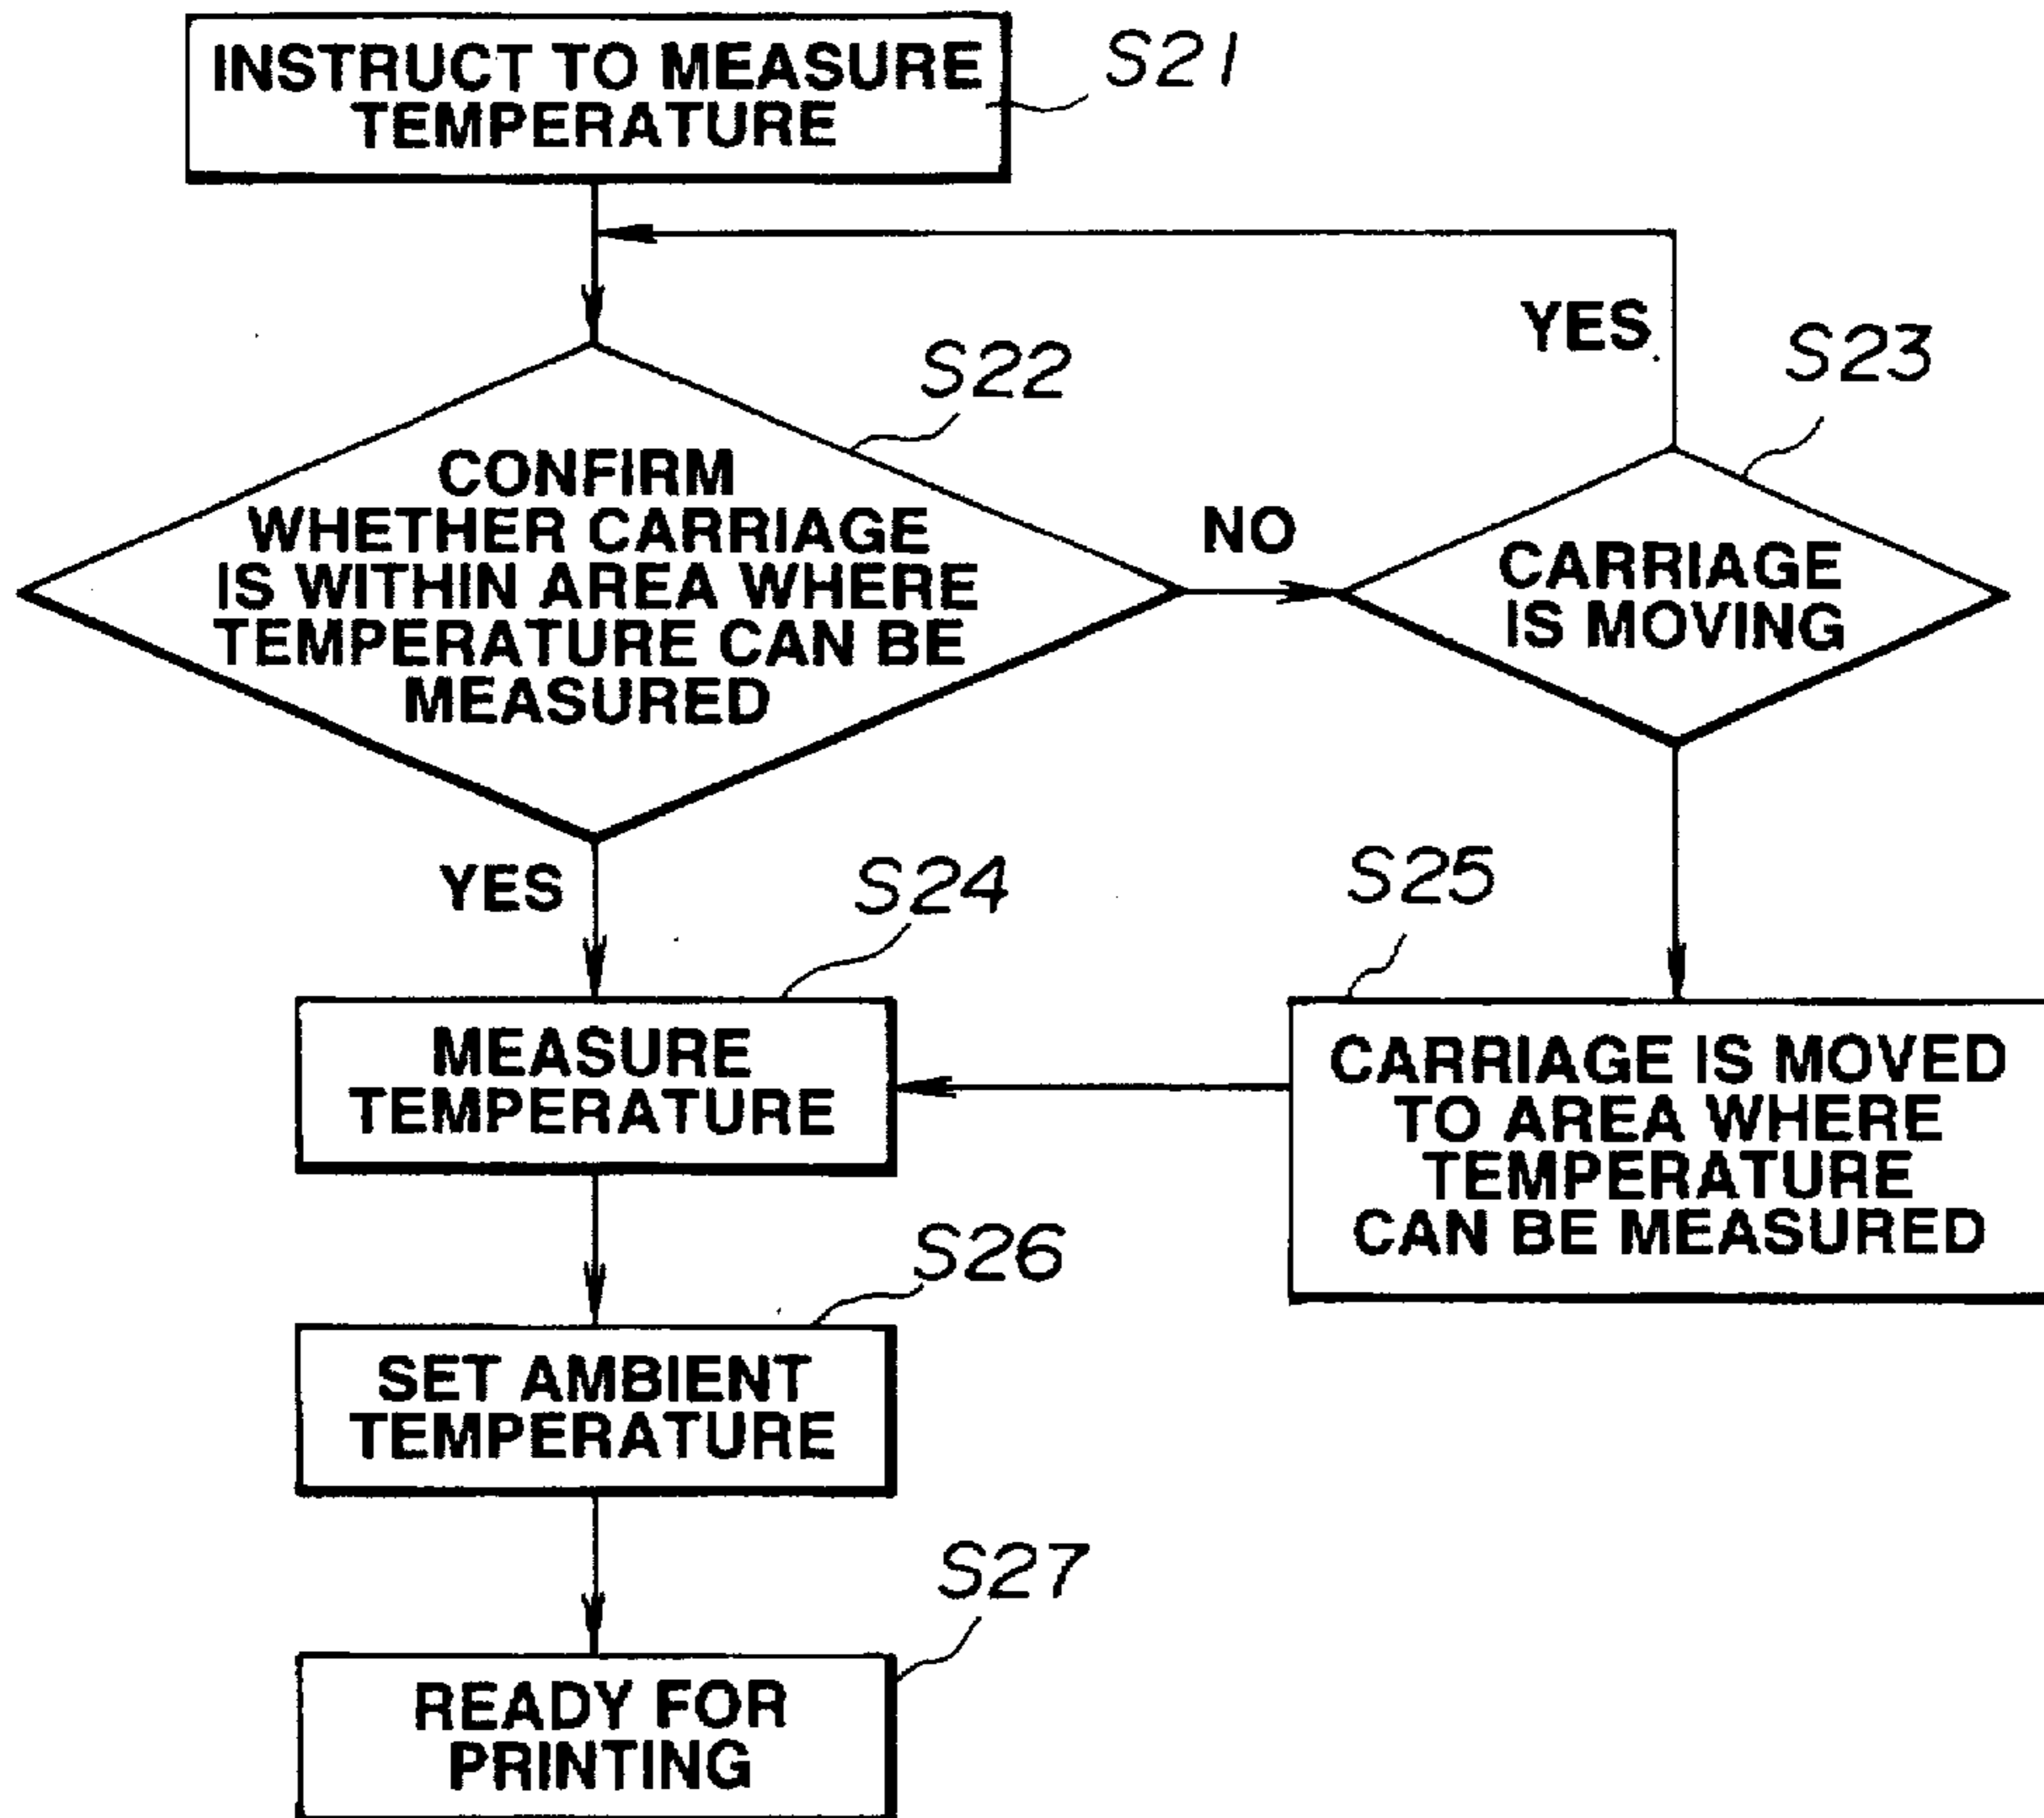 INSTRUCT TO MEASURE
TEMPERATURE
S21
YES
S23
S22
CONFIRM
WHETHER CARRIAGE
IS WITHIN AREA WHERE
TEMPERATURE CAN BE
MEASURED
NO
CARRIAGE
IS MOVING
YES
S24
S25
MEASURE
TEMPERATURE
CARRIAGE IS MOVED
TO AREA WHERE
TEMPERATURE
CAN BE MEASURED
S26
SET AMBIENT
TEMPERATURE
S27
READY FOR
PRINTING